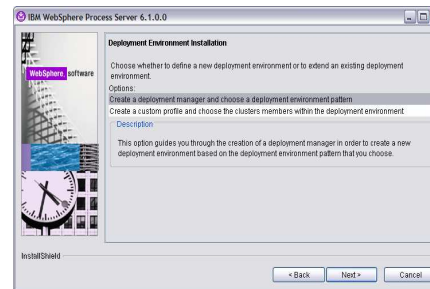 IBM WebSphere Process Server 6.1.0.0
WebSphere software
Deployment Environment Installation
Choose whether to define a new deployment environment or to extend an existing deployment
environment.
Options:
Create a deployment manager and choose a deployment environment pattern
Create a custom profile and choose the clusters members within the deployment environment
Description
This option guides you through the creation of a deployment manager in order to create a new
deployment environment based on the deployment environment pattern that you choose.
InstallShield
< Back
Next >
Cancel